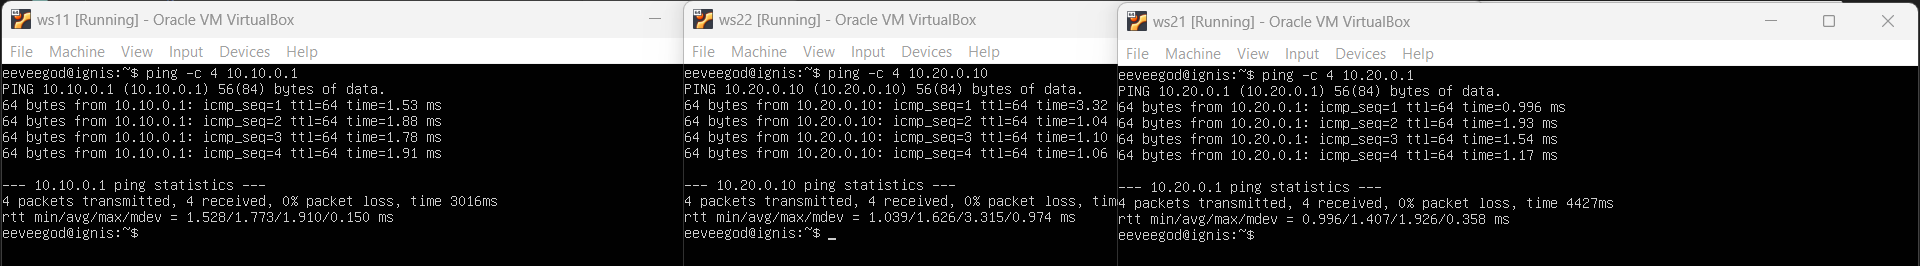 ws11 [Running] - Oracle VM VirtualBox
File Machine View Input Devices Help
eeveegod@ignis:~$ ping -c 4 10.10.0.1
PING 10.10.0.1 (10.10.0.1) 56(84) bytes of data.
64 bytes from 10.10.0.1: icmp_seq=1 ttl=64 time=1.53 ms
64 bytes from 10.10.0.1: icmp_seq=2 ttl=64 time=1.88 ms
64 bytes from 10.10.0.1: icmp_seq=3 ttl=64 time=1.78 ms
64 bytes from 10.10.0.1: icmp_seq=4 ttl=64 time=1.91 ms
--- 10.10.0.1 ping statistics ---
4 packets transmitted, 4 received, 0% packet loss, time 3016ms
rtt min/avg/max/mdev = 1.528/1.773/1.910/0.150 ms
eeveegod@ignis:~$
ws22 [Running] - Oracle VM VirtualBox
File Machine View Input Devices Help
eeveegod@ignis:~$ ping -c 4 10.20.0.10
PING 10.20.0.10 (10.20.0.10) 56(84) bytes of data.
64 bytes from 10.20.0.10: icmp_seq=1 ttl=64 time=3.32
64 bytes from 10.20.0.10: icmp_seq=2 ttl=64 time=1.04
64 bytes from 10.20.0.10: icmp_seq=3 ttl=64 time=1.10
64 bytes from 10.20.0.10: icmp_seq=4 ttl=64 time=1.06
--- 10.20.0.10 ping statistics ---
4 packets transmitted, 4 received, 0% packet loss, tim
rtt min/avg/max/mdev = 1.039/1.626/3.315/0.974 ms
eeveegod@ignis:~$ _
ws21 [Running] - Oracle VM VirtualBox
File Machine View Input Devices Help
eeveegod@ignis:~$ ping -c 4 10.20.0.1
PING 10.20.0.1 (10.20.0.1) 56(84) bytes of data.
64 bytes from 10.20.0.1: icmp_seq=1 ttl=64 time=0.996 ms
64 bytes from 10.20.0.1: icmp_seq=2 ttl=64 time=1.93 ms
64 bytes from 10.20.0.1: icmp_seq=3 ttl=64 time=1.54 ms
64 bytes from 10.20.0.1: icmp_seq=4 ttl=64 time=1.17 ms
--- 10.20.0.1 ping statistics ---
4 packets transmitted, 4 received, 0% packet loss, time 4427ms
rtt min/avg/max/mdev = 0.996/1.407/1.926/0.358 ms
eeveegod@ignis:~$